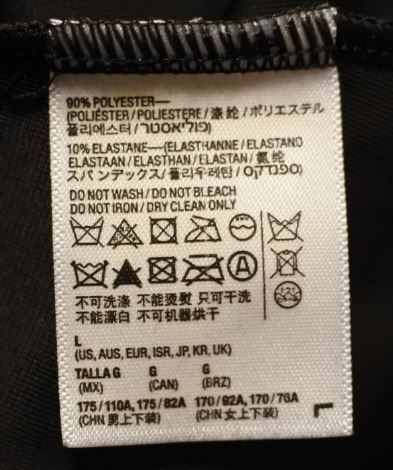 90% POLYESTER—
(POLIÉSTER / POLIESTERE / 涤 纶 / ポリエステル
폴리에스터 / פוליאסטר)
10% ELASTANE—(ELASTHANNE / ELASTANO
ELASTAAN / ELASTHAN / ELASTAN / 氨 纶
スパンデックス / 폴리우레탄 / ספנדקס)
DO NOT WASH / DO NOT BLEACH
DO NOT IRON / DRY CLEAN ONLY
A
不可洗涤 不能熨烫 只可干洗
不能漂白 不可机器烘干
L
(US, AUS, EUR, ISR, JP, KR, UK)
TALLA G G G
(MX) (CAN) (BRZ)
175 / 110A, 175 / 82A 170 / 92A, 170 / 76A
(CHN 男上下装) (CHN 女上下装)